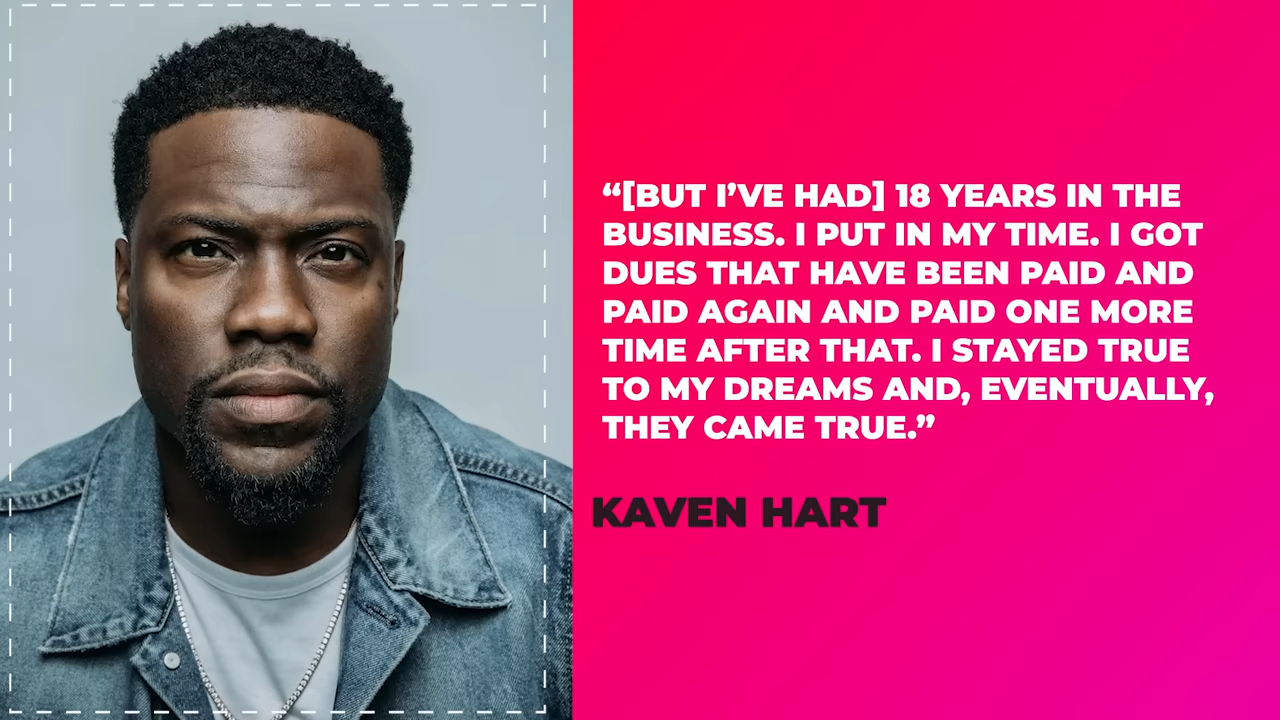 “[BUT I’VE HAD] 18 YEARS IN THE
BUSINESS. I PUT IN MY TIME. I GOT
DUES THAT HAVE BEEN PAID AND
PAID AGAIN AND PAID ONE MORE
TIME AFTER THAT. I STAYED TRUE
TO MY DREAMS AND, EVENTUALLY,
THEY CAME TRUE.”
KAVEN HART